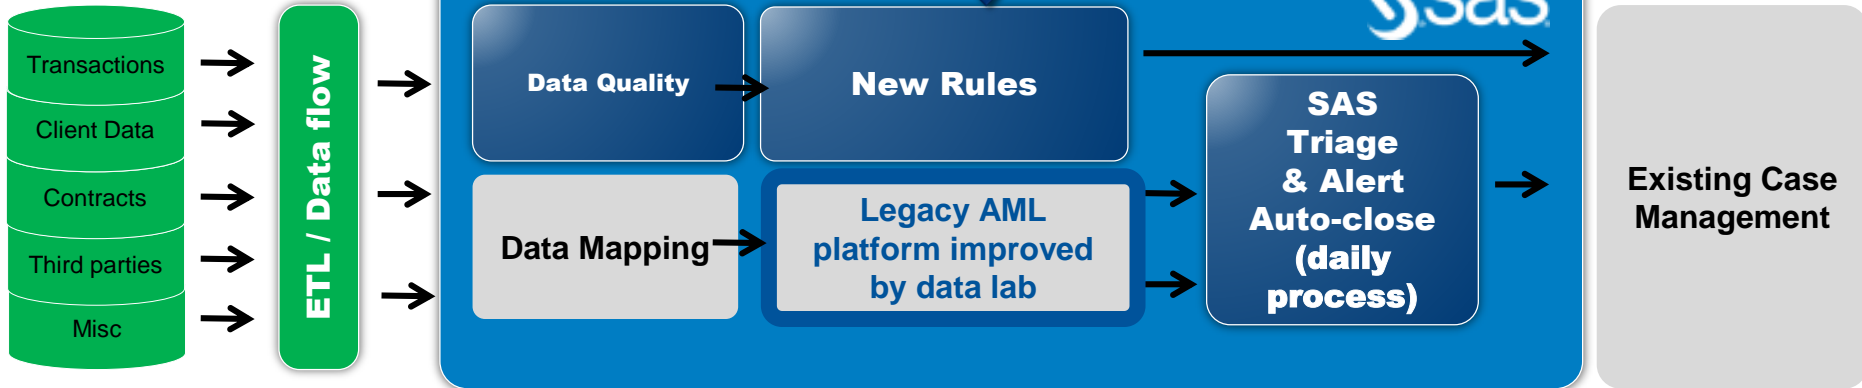 Transactions
Client Data
Contracts
Third parties
Misc
ETL / Data flow
Data Quality
New Rules
Data Mapping
Legacy AML
platform improved
by data lab
sas
SAS
Triage
& Alert
Auto-close
(daily
process)
Existing Case
Management